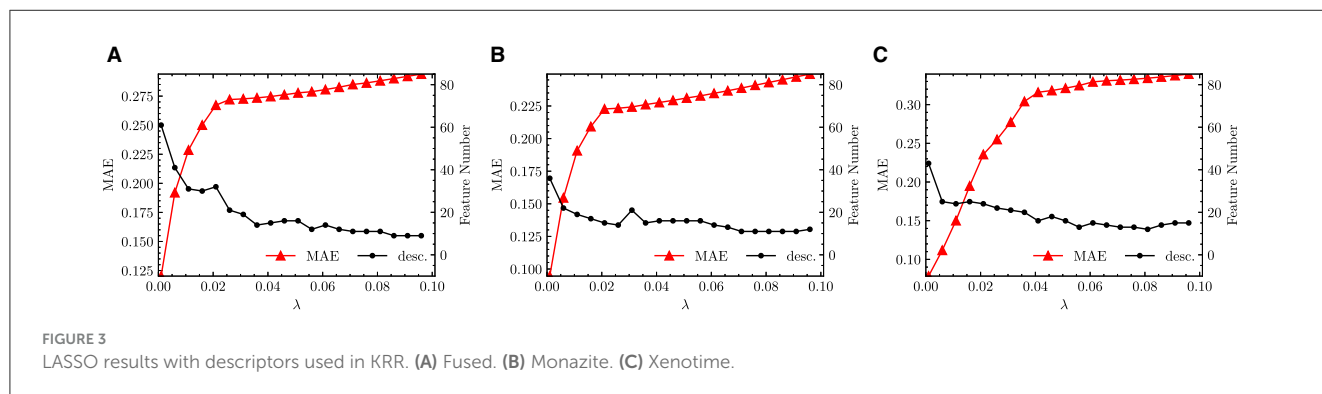 A
B
C
0.275
0.250
0.225
0.200
0.175
0.150
0.125
MAE
80
60
40
20
0
Feature Number
MAE
desc.
0.00 0.02 0.04 0.06 0.08 0.10
λ
0.225
0.200
0.175
0.150
0.125
0.100
MAE
80
60
40
20
0
Feature Number
MAE
desc.
0.00 0.02 0.04 0.06 0.08 0.10
λ
0.30
0.25
0.20
0.15
0.10
MAE
80
60
40
20
0
Feature Number
MAE
desc.
0.00 0.02 0.04 0.06 0.08 0.10
λ
FIGURE 3
LASSO results with descriptors used in KRR. (A) Fused. (B) Monazite. (C) Xenotime.